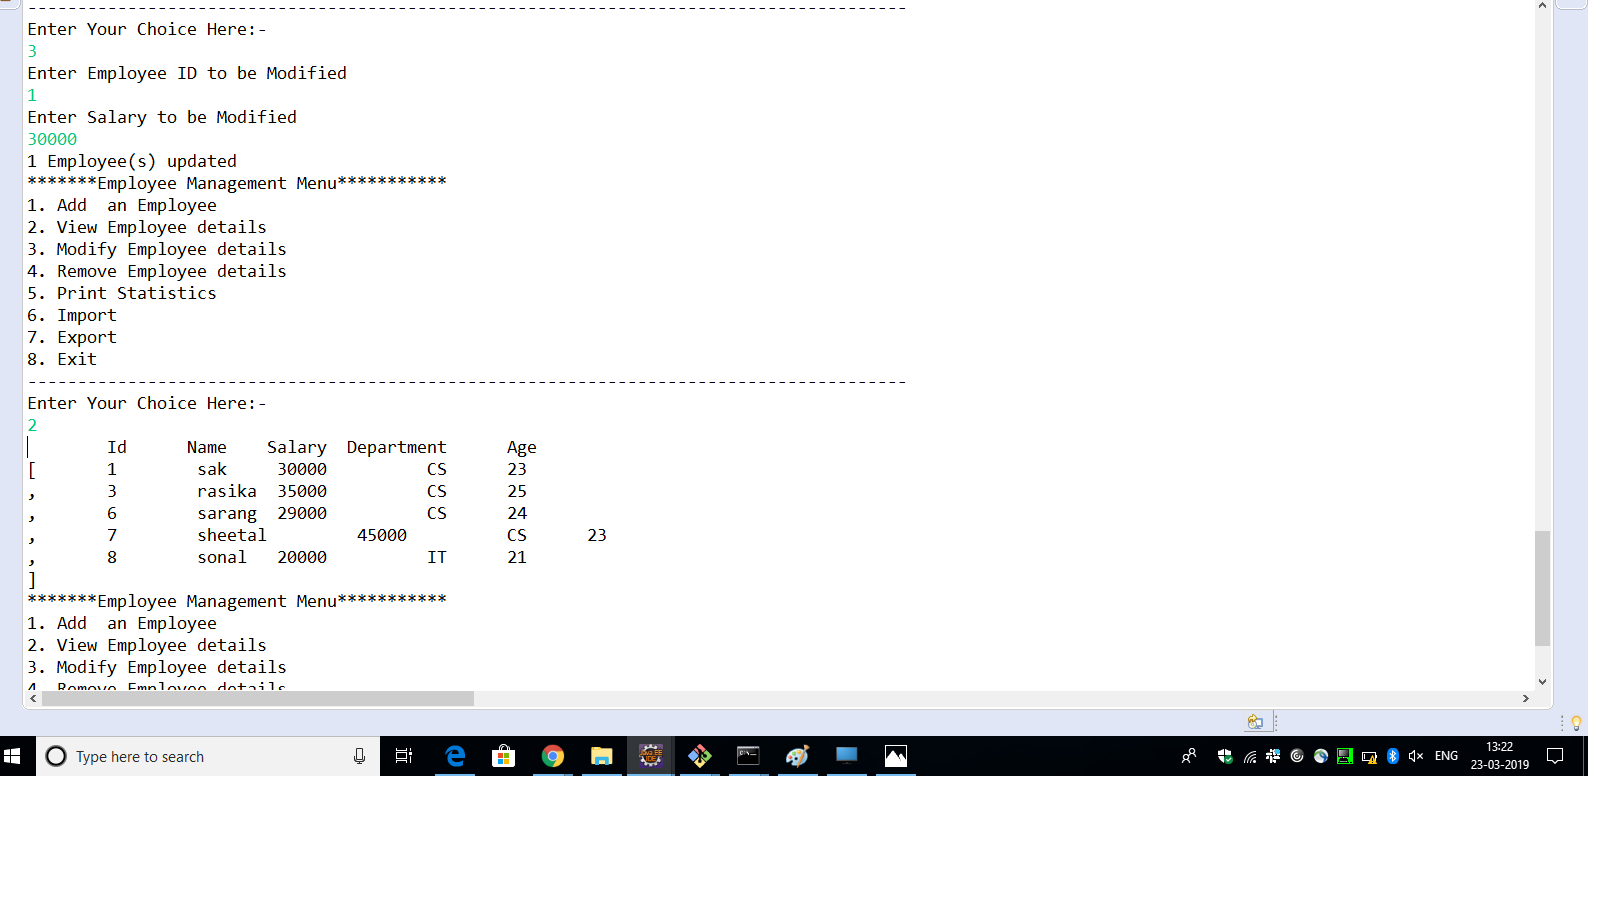 ----------------------------------------------------------------------------------------
Enter Your Choice Here:-
3
Enter Employee ID to be Modified
1
Enter Salary to be Modified
30000
1 Employee(s) updated
*******Employee Management Menu***********
1. Add  an Employee
2. View Employee details
3. Modify Employee details
4. Remove Employee details
5. Print Statistics
6. Import
7. Export
8. Exit
----------------------------------------------------------------------------------------
Enter Your Choice Here:-
2
        Id      Name    Salary  Department      Age
[       1        sak     30000          CS      23
,       3        rasika  35000          CS      25
,       6        sarang  29000          CS      24
,       7        sheetal         45000          CS      23
,       8        sonal   20000          IT      21
]
*******Employee Management Menu***********
1. Add  an Employee
2. View Employee details
3. Modify Employee details
4. Remove Employee details
Type here to search
ENG
13:22
23-03-2019